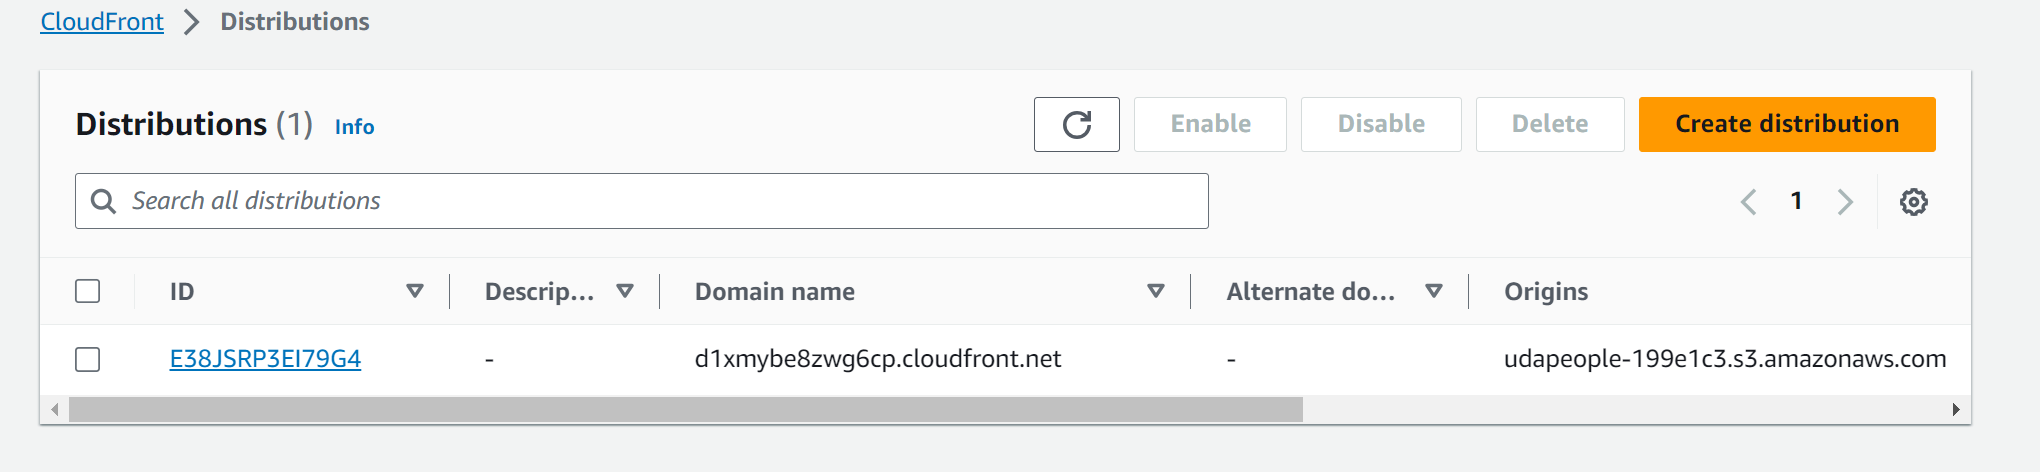 CloudFront > Distributions
Distributions (1) Info
Enable Disable Delete Create distribution
Search all distributions
1
ID Descrip... Domain name Alternate do... Origins
E38JSRP3EI79G4 - d1xmybe8zwg6cp.cloudfront.net - udapeople-199e1c3.s3.amazonaws.com